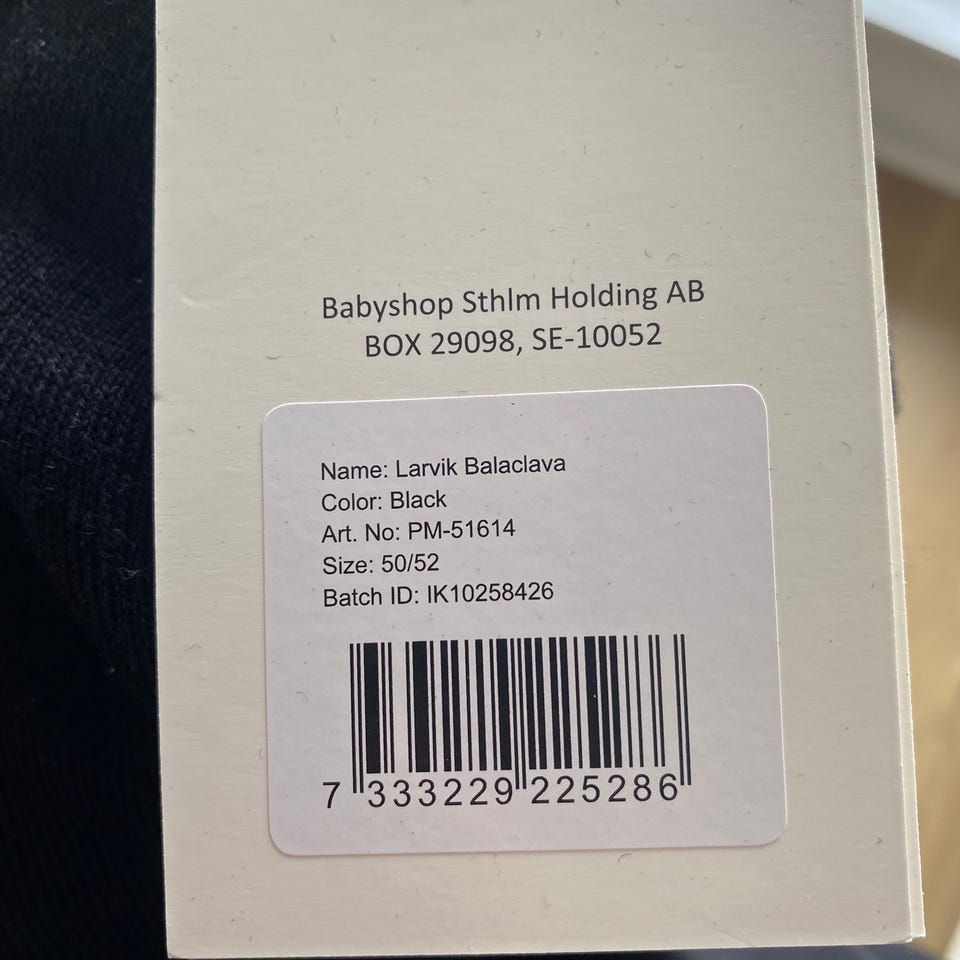 Babyshop Sthlm Holding AB
BOX 29098, SE-10052
Name: Larvik Balaclava
Color: Black
Art. No: PM-51614
Size: 50/52
Batch ID: IK10258426
7 333229 225286